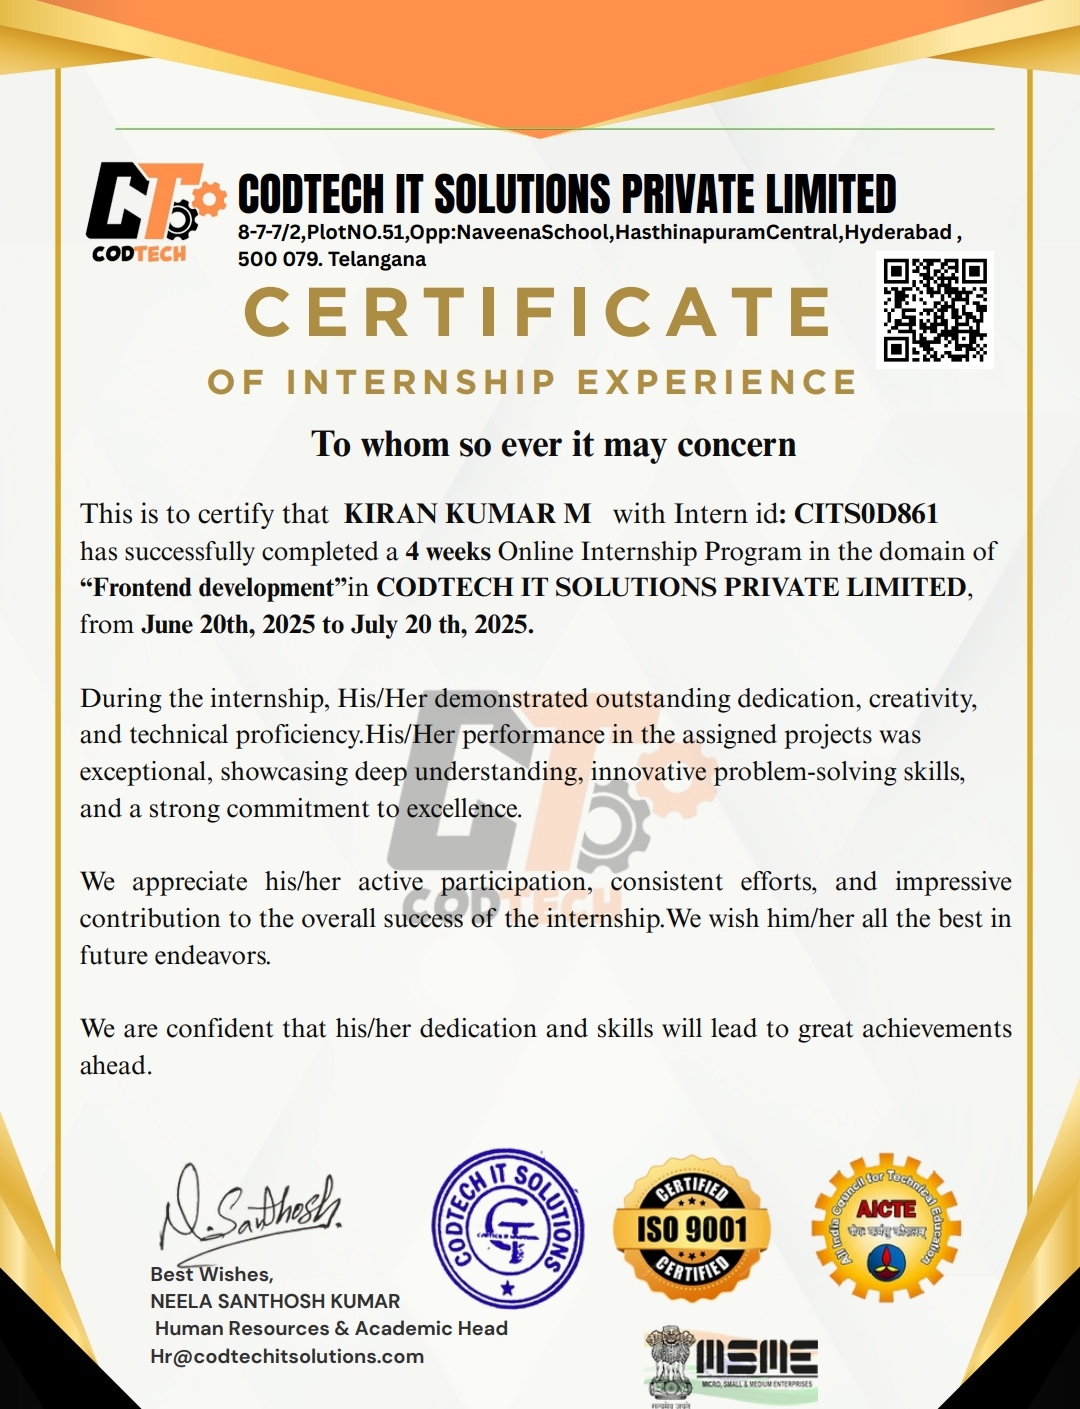 CT
CODTECH
CODTECH IT SOLUTIONS PRIVATE LIMITED
8-7-7/2,PlotNO.51,Opp:NaveenaSchool,HasthinapuramCentral,Hyderabad ,
500 079. Telangana
CERTIFICATE
OF INTERNSHIP EXPERIENCE
To whom so ever it may concern
This is to certify that KIRAN KUMAR M with Intern id: CITS0D861
has successfully completed a 4 weeks Online Internship Program in the domain of
“Frontend development”in CODTECH IT SOLUTIONS PRIVATE LIMITED,
from June 20th, 2025 to July 20 th, 2025.
During the internship, His/Her demonstrated outstanding dedication, creativity,
and technical proficiency.His/Her performance in the assigned projects was
exceptional, showcasing deep understanding, innovative problem-solving skills,
and a strong commitment to excellence.
We appreciate his/her active participation, consistent efforts, and impressive
contribution to the overall success of the internship.We wish him/her all the best in
future endeavors.
We are confident that his/her dedication and skills will lead to great achievements
ahead.
CT
CODTECH
N.Santhosh.
Best Wishes,
NEELA SANTHOSH KUMAR
Human Resources & Academic Head
Hr@codtechitsolutions.com
CODTECH IT SOLUTIONS
CERTIFIED
ISO 9001
CERTIFIED
All India Council for Technical Education
AICTE
MSME
MICRO, SMALL & MEDIUM ENTERPRISES
सत्यमेव जयते